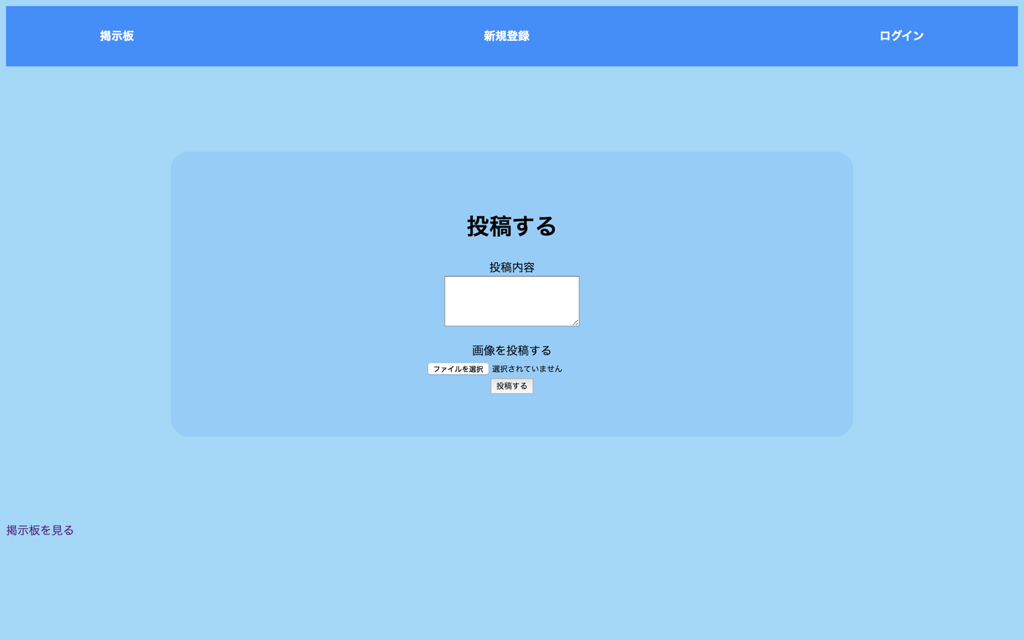 掲示板 新規登録 ログイン
投稿する
投稿内容
画像を投稿する
ファイルを選択 選択されていません
投稿する
掲示板を見る